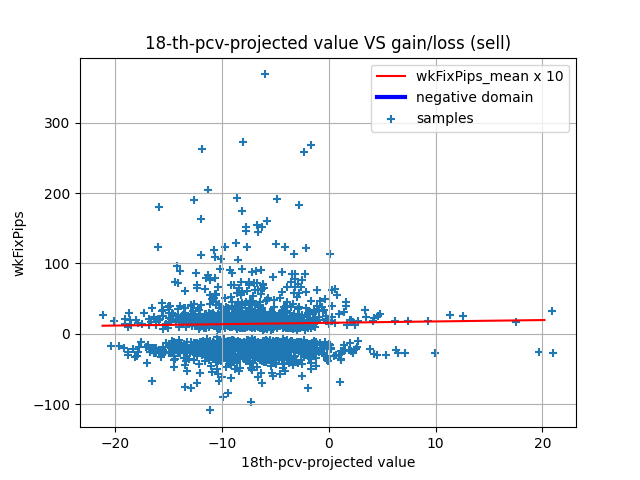 18-th-pcv-projected value VS gain/loss (sell)
wkFixPips_mean x 10
negative domain
samples
wkFixPips
300
200
100
0
−100
−20
−10
0
10
20
18th-pcv-projected value